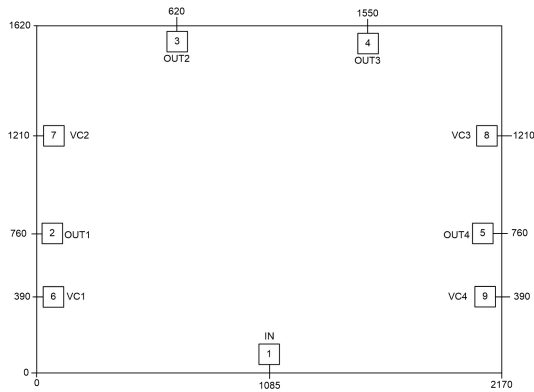 620 1550
1620
3 4
OUT2 OUT3
1210 7 VC2 VC3 8 1210
760 2 OUT1 OUT4 5 760
390 6 VC1 VC4 9 390
IN
1
0
0 1085 2170